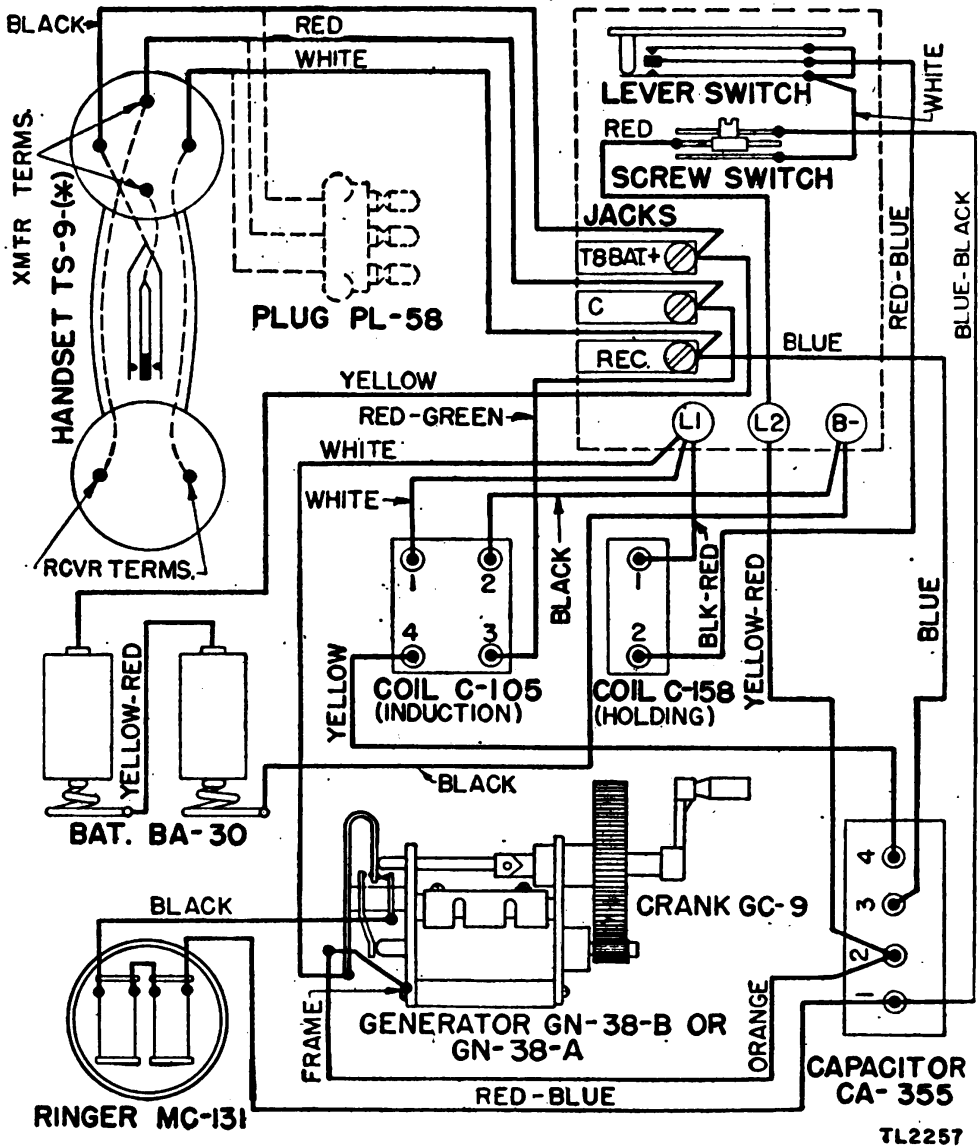 BLACK
RED
WHITE
LEVER SWITCH
WHITE
RED
SCREW SWITCH
XMTR TERMS.
HANDSET TS-9-(*)
PLUG PL-58
JACKS
T8BAT+
C
REC.
BLUE
RED-BLUE
BLUE-BLACK
YELLOW
RED-GREEN
L1
L2
B-
WHITE
WHITE
RCVR TERMS.
1
2
4
3
BLACK
1
2
BLK-RED
YELLOW-RED
BLUE
YELLOW-RED
YELLOW
COIL C-105
(INDUCTION)
COIL C-158
(HOLDING)
BLACK
BAT. BA-30
CRANK GC-9
4
3
2
1
BLACK
FRAME
GENERATOR GN-38-B OR
GN-38-A
ORANGE
RED-BLUE
CAPACITOR
CA-355
RINGER MC-131
TL2257